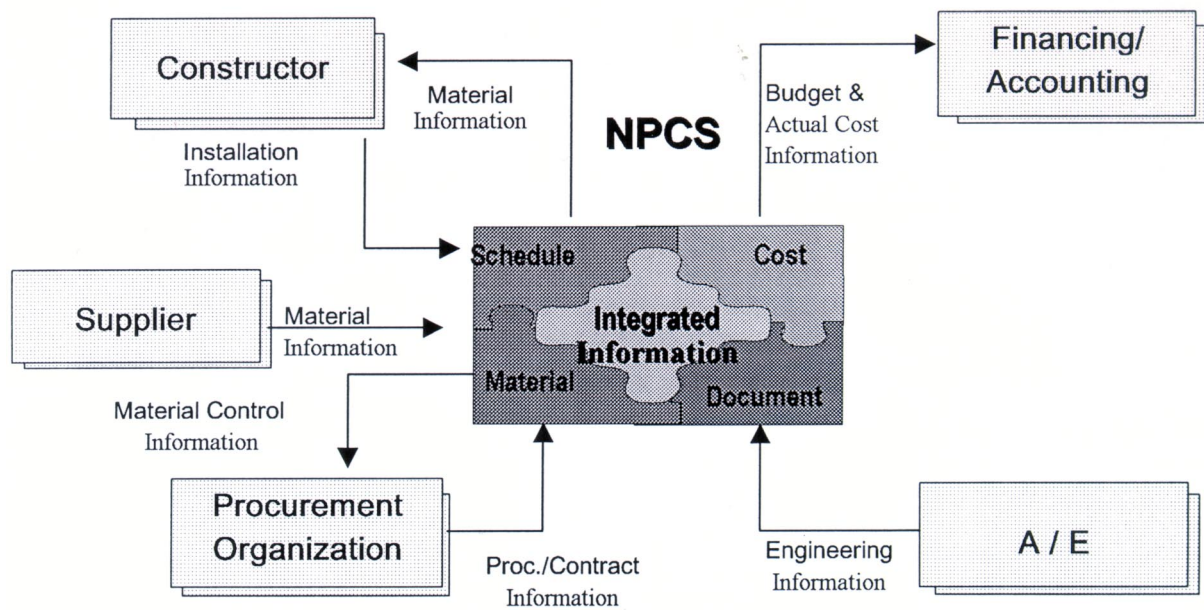 Constructor
Material
Information
Installation
Information
NPCS
Budget &
Actual Cost
Information
Financing/
Accounting
Schedule
Cost
Integrated
Information
Material
Document
Supplier
Material
Information
Material Control
Information
Procurement
Organization
Proc./Contract
Information
Engineering
Information
A / E